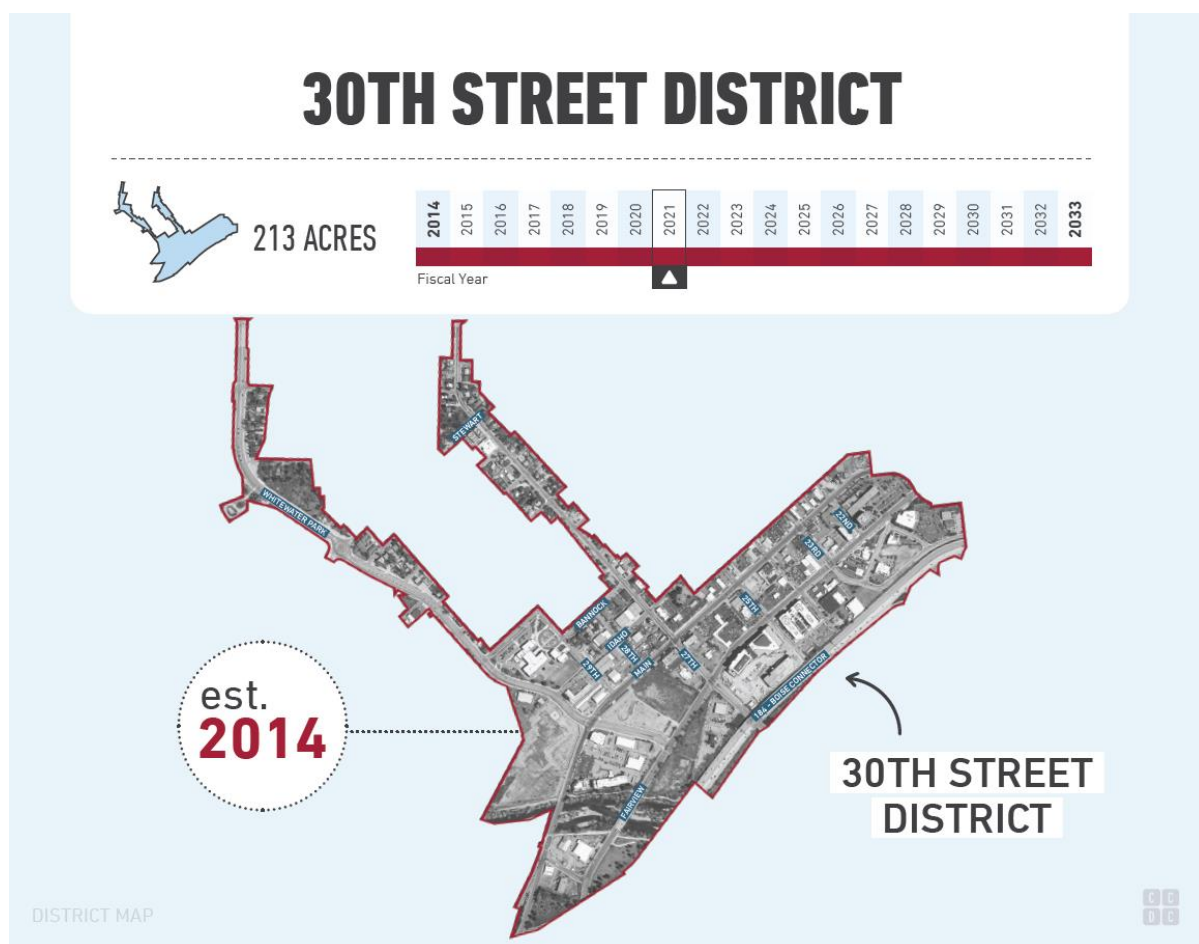 30TH STREET DISTRICT
213 ACRES
2014 2015 2016 2017 2018 2019 2020 2021 2022 2023 2024 2025 2026 2027 2028 2029 2030 2031 2032 2033
Fiscal Year
STEWART
WHITEWATER PARK
22ND
23RD
25TH
BANNOCK
IDAHO
28TH
29TH
MAIN
27TH
184 - BOISE CONNECTOR
FAIRVIEW
est.
2014
30TH STREET
DISTRICT
DISTRICT MAP
C C
D C